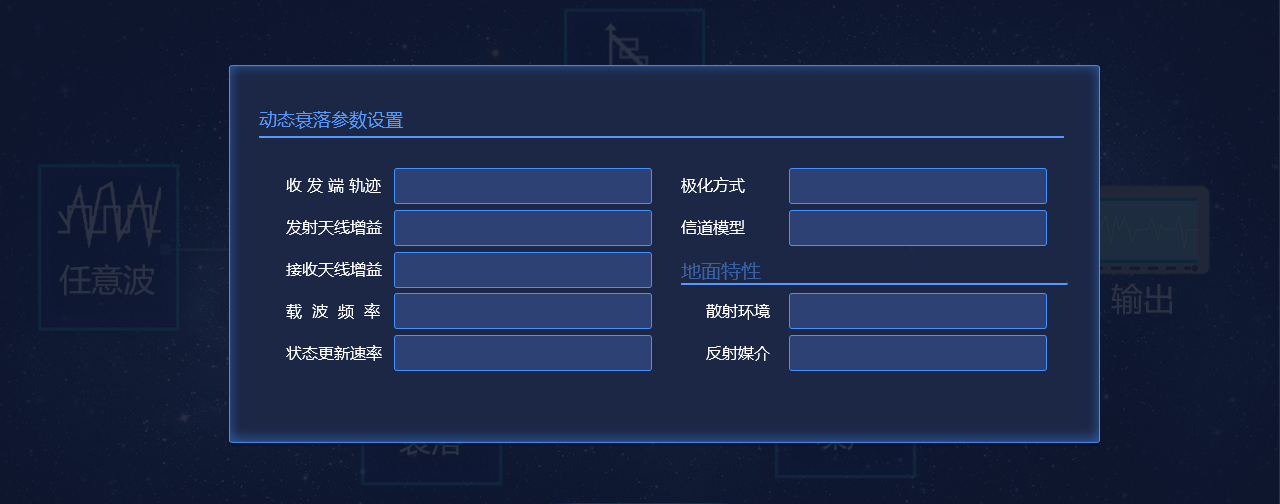 动态衰落参数设置
收发端轨迹
极化方式
发射天线增益
信道模型
接收天线增益
地面特性
载波频率
散射环境
状态更新速率
反射媒介
任意波
输出
衰落